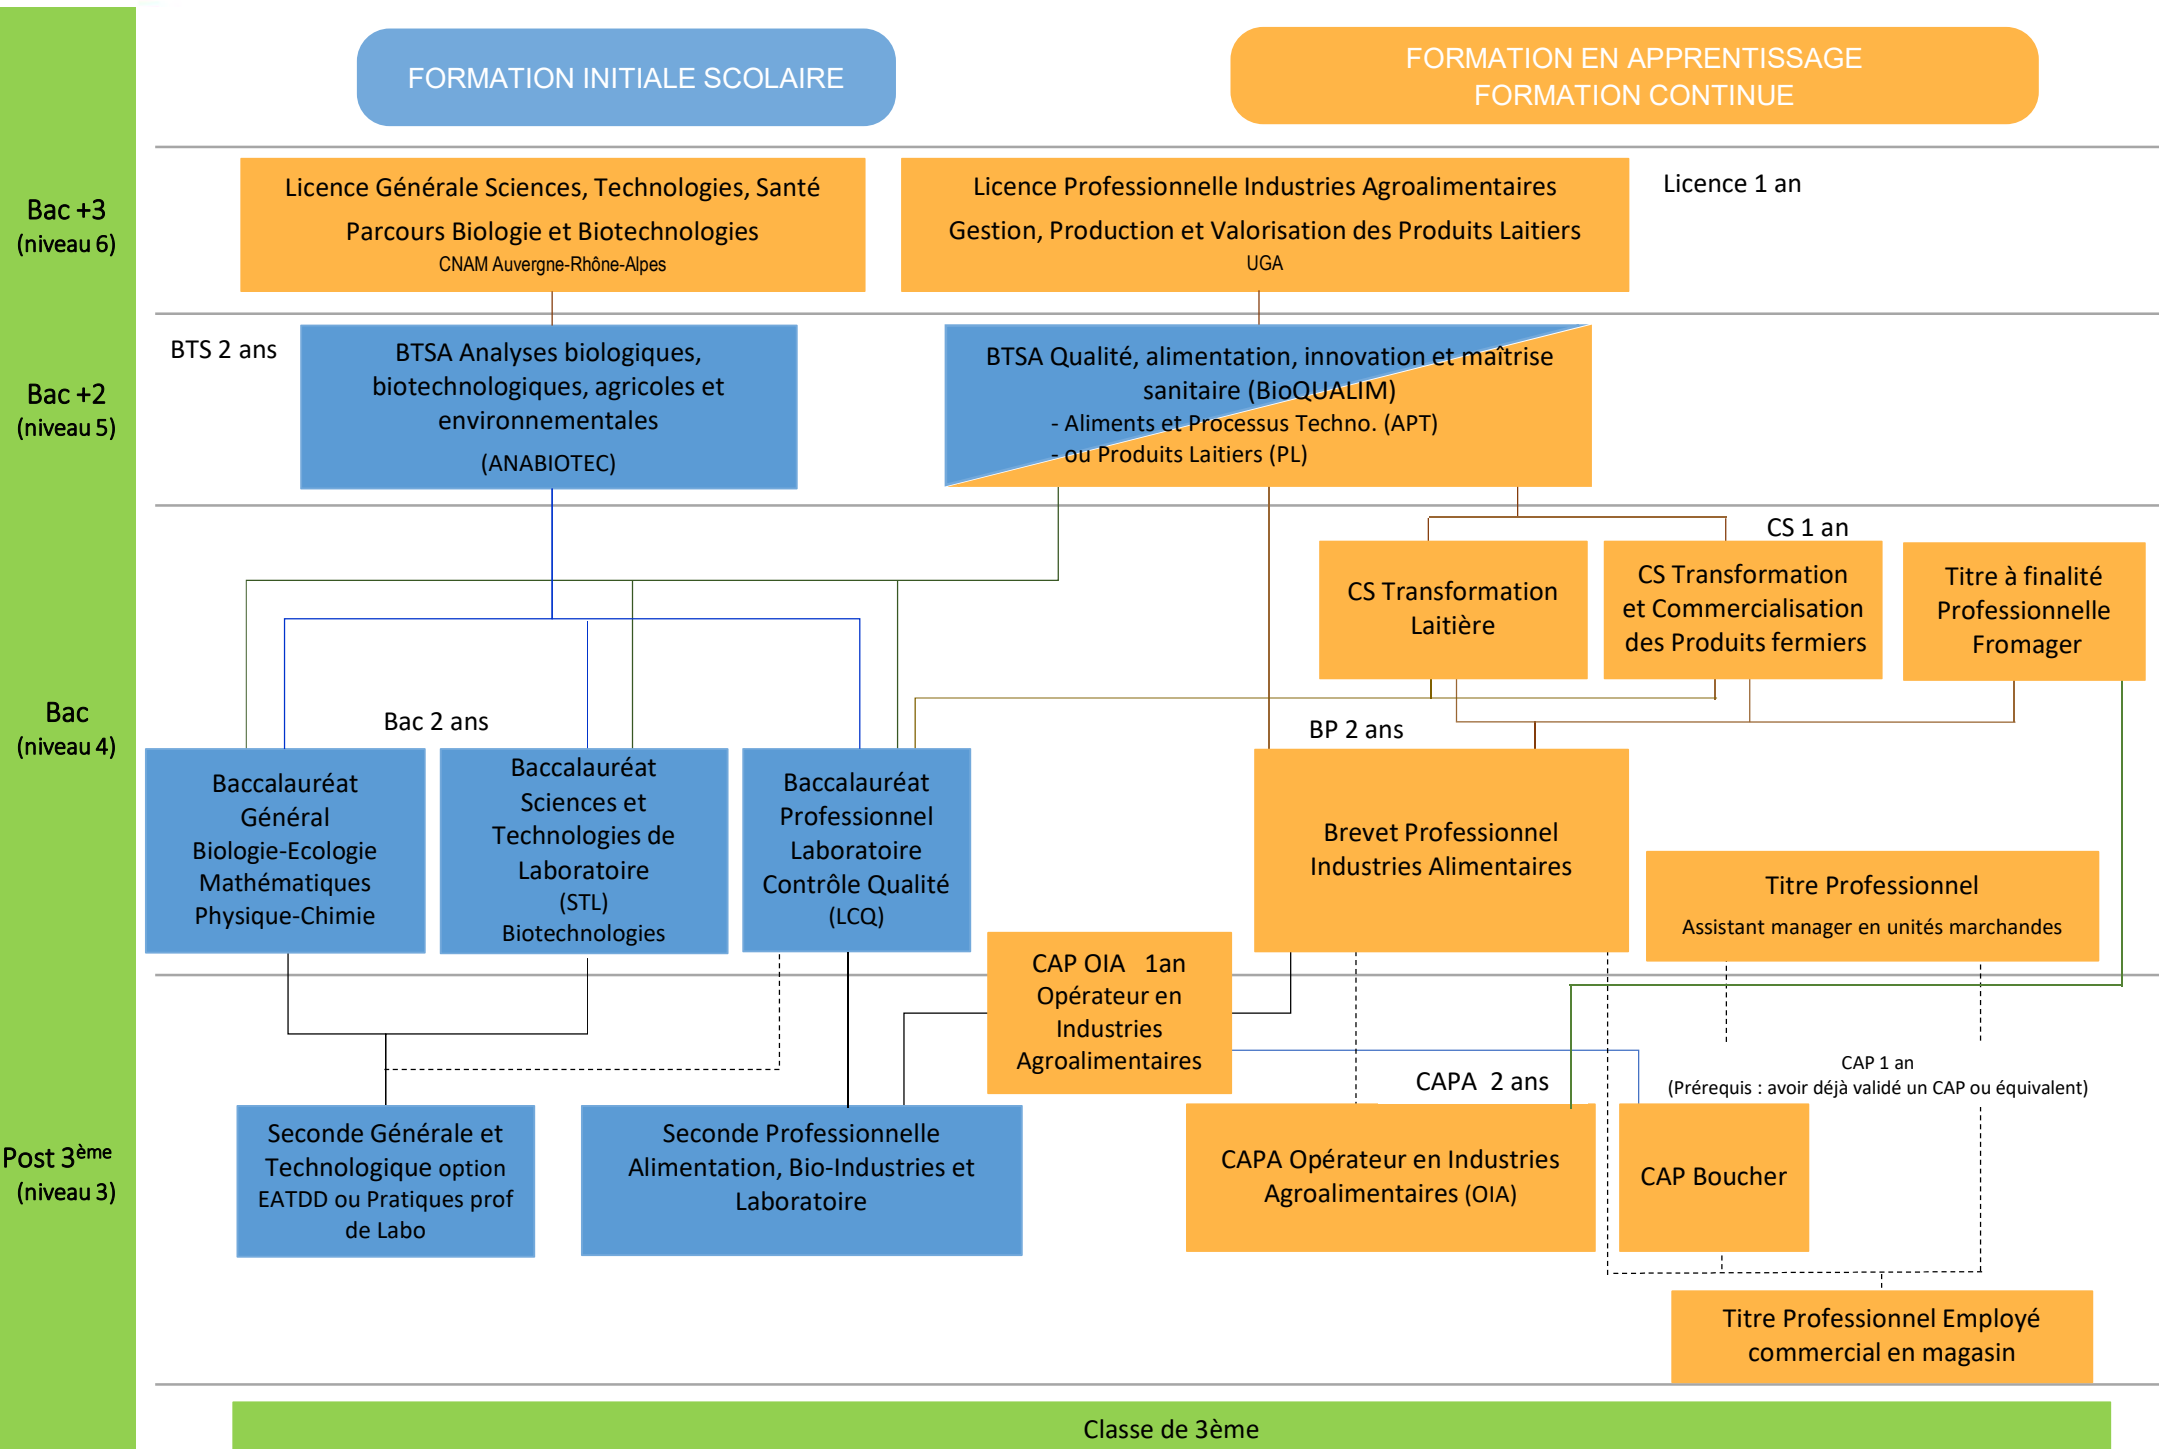 FORMATION INITIALE SCOLAIRE
FORMATION EN APPRENTISSAGE
FORMATION CONTINUE
Bac +3
(niveau 6)
Licence Générale Sciences, Technologies, Santé
Parcours Biologie et Biotechnologies
CNAM Auvergne-Rhône-Alpes
Licence Professionnelle Industries Agroalimentaires
Gestion, Production et Valorisation des Produits Laitiers
UGA
Licence 1 an
Bac +2
(niveau 5)
BTS 2 ans
BTSA Analyses biologiques,
biotechnologiques, agricoles et
environnementales
(ANABIOTEC)
BTSA Qualité, alimentation, innovation et maîtrise
sanitaire (BioQUALIM)
- Aliments et Processus Techno. (APT)
- ou Produits Laitiers (PL)
Bac
(niveau 4)
CS 1 an
CS Transformation
Laitière
CS Transformation
et Commercialisation
des Produits fermiers
Titre à finalité
Professionnelle
Fromager
Bac 2 ans
BP 2 ans
Baccalauréat
Général
Biologie-Ecologie
Mathématiques
Physique-Chimie
Baccalauréat
Sciences et
Technologies de
Laboratoire
(STL)
Biotechnologies
Baccalauréat
Professionnel
Laboratoire
Contrôle Qualité
(LCQ)
Brevet Professionnel
Industries Alimentaires
Titre Professionnel
Assistant manager en unités marchandes
CAP OIA 1an
Opérateur en
Industries
Agroalimentaires
Post 3ème
(niveau 3)
CAPA 2 ans
CAP 1 an
(Prérequis : avoir déjà validé un CAP ou équivalent)
Seconde Générale et
Technologique option
EATDD ou Pratiques prof
de Labo
Seconde Professionnelle
Alimentation, Bio-Industries et
Laboratoire
CAPA Opérateur en Industries
Agroalimentaires (OIA)
CAP Boucher
Titre Professionnel Employé
commercial en magasin
Classe de 3ème